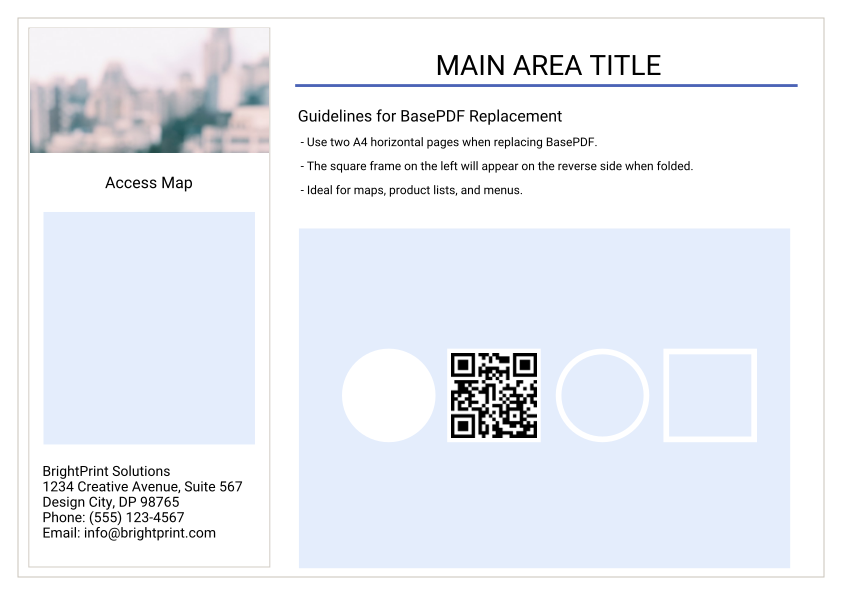 MAIN AREA TITLE
Guidelines for BasePDF Replacement
- Use two A4 horizontal pages when replacing BasePDF.
- The square frame on the left will appear on the reverse side when folded.
- Ideal for maps, product lists, and menus.
Access Map
BrightPrint Solutions
1234 Creative Avenue, Suite 567
Design City, DP 98765
Phone: (555) 123-4567
Email: info@brightprint.com